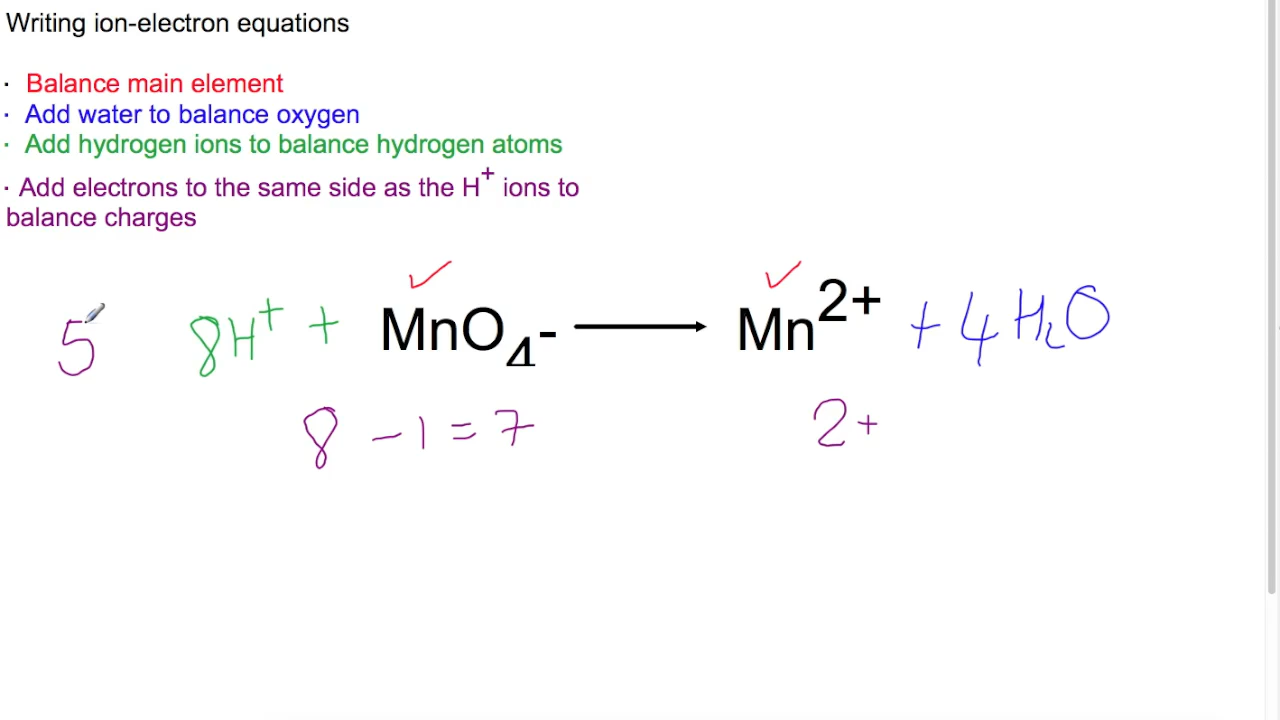 Writing ion-electron equations
· Balance main element
· Add water to balance oxygen
· Add hydrogen ions to balance hydrogen atoms
· Add electrons to the same side as the H⁺ ions to
balance charges
5 8H⁺ + MnO₄- → Mn²⁺ + 4H₂O
8 - 1 = 7 2+